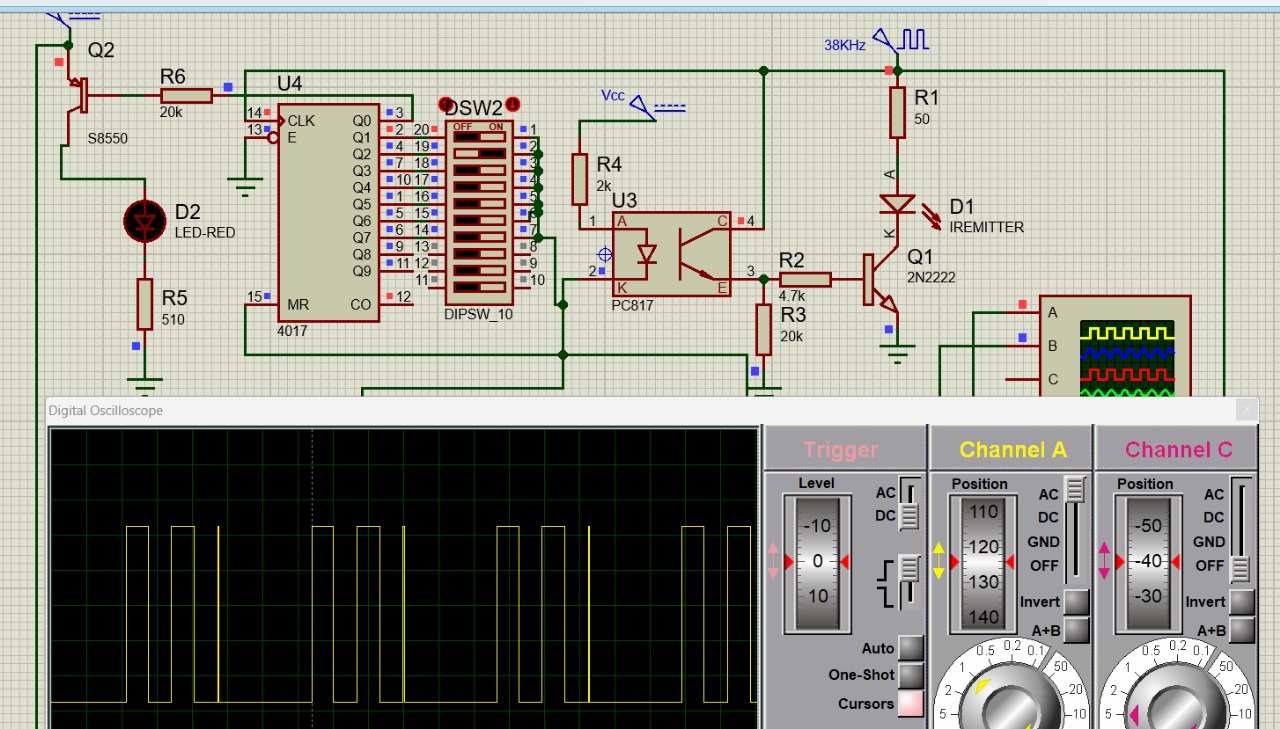 Q2
S8550
R6
20k
U4
14
13
15
CLK
E
MR
Q0
Q1
Q2
Q3
Q4
Q5
Q6
Q7
Q8
Q9
CO
3
2
4
7
10
1
5
6
9
11
12
4017
DSW2
OFF ON
20
19
18
17
16
15
14
13
12
11
1
2
3
4
5
6
7
8
9
10
DIPSW_10
Vcc
R4
2k
U3
1
2
A
K
C
E
4
3
PC817
38KHz
R1
50
A
K
D1
IREMITTER
Q1
2N2222
R2
4.7k
R3
20k
D2
LED-RED
R5
510
A
B
C
Digital Oscilloscope
Trigger
Level
-10
0
10
AC
DC
Auto
One-Shot
Cursors
Channel A
Position
110
120
130
140
AC
DC
GND
OFF
Invert
A+B
5
2
1
0.5
0.2
0.1
50
20
10
Channel C
Position
-50
-40
-30
AC
DC
GND
OFF
Invert
A+B
5
2
1
0.5
0.2
0.1
50
20
10